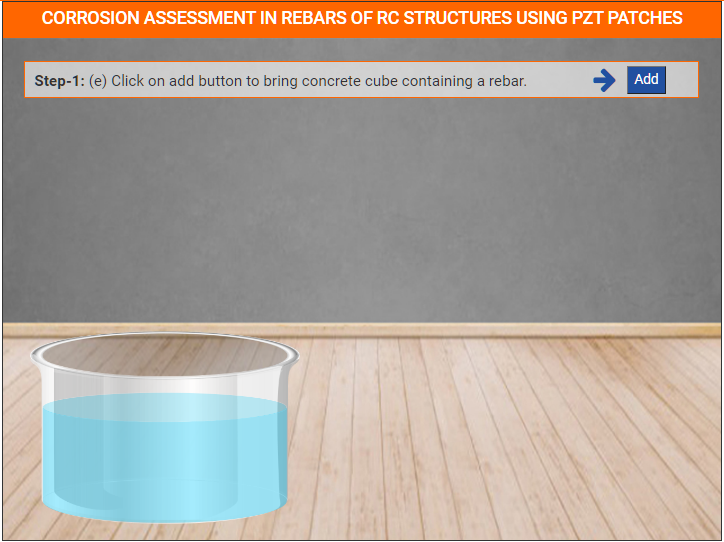 CORROSION ASSESSMENT IN REBARS OF RC STRUCTURES USING PZT PATCHES
Step-1: (e) Click on add button to bring concrete cube containing a rebar. Add